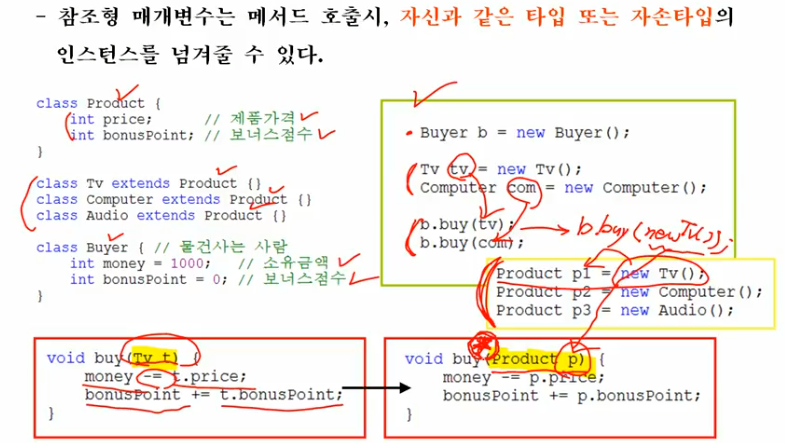 - 참조형 매개변수는 메서드 호출시, 자신과 같은 타입 또는 자손타입의
인스턴스를 넘겨줄 수 있다.
class Product {
int price; // 제품가격
int bonusPoint; // 보너스점수
}
class Tv extends Product {}
class Computer extends Product {}
class Audio extends Product {}
class Buyer { // 물건사는 사람
int money = 1000; // 소유금액
int bonusPoint = 0; // 보너스점수
}
Buyer b = new Buyer();
Tv tv = new Tv();
Computer com = new Computer();
b.buy(tv);
b.buy(com);
b.buy(new Tv());
Product p1 = new Tv();
Product p2 = new Computer();
Product p3 = new Audio();
void buy(Tv t) {
money -= t.price;
bonusPoint += t.bonusPoint;
}
void buy(Product p) {
money -= p.price;
bonusPoint += p.bonusPoint;
}